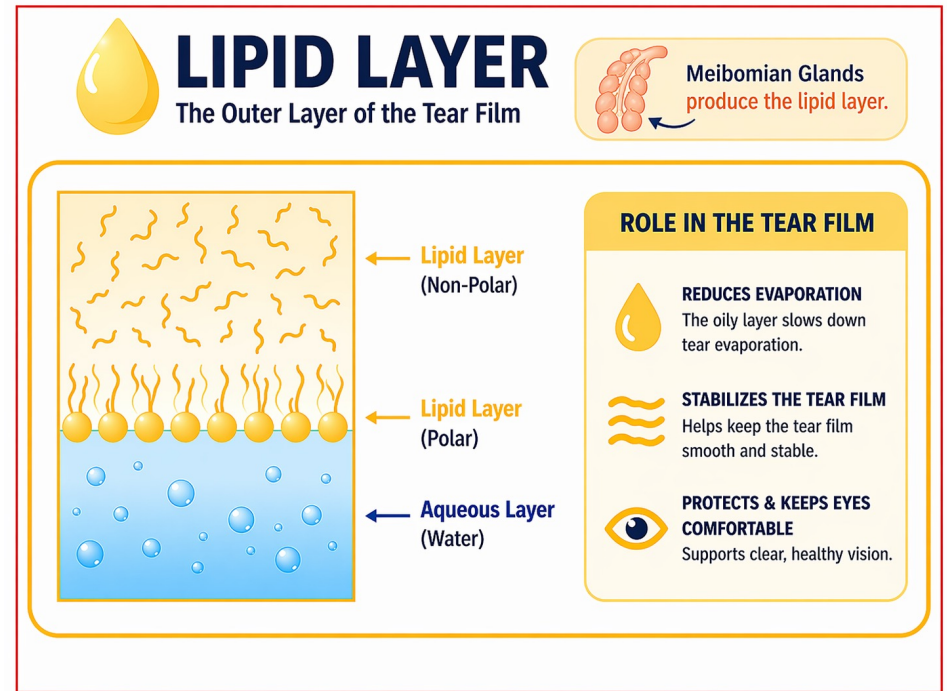 LIPID LAYER
The Outer Layer of the Tear Film
Meibomian Glands
produce the lipid layer.
Lipid Layer
(Non-Polar)
Lipid Layer
(Polar)
Aqueous Layer
(Water)
ROLE IN THE TEAR FILM
REDUCES EVAPORATION
The oily layer slows down
tear evaporation.
STABILIZES THE TEAR FILM
Helps keep the tear film
smooth and stable.
PROTECTS & KEEPS EYES
COMFORTABLE
Supports clear, healthy vision.